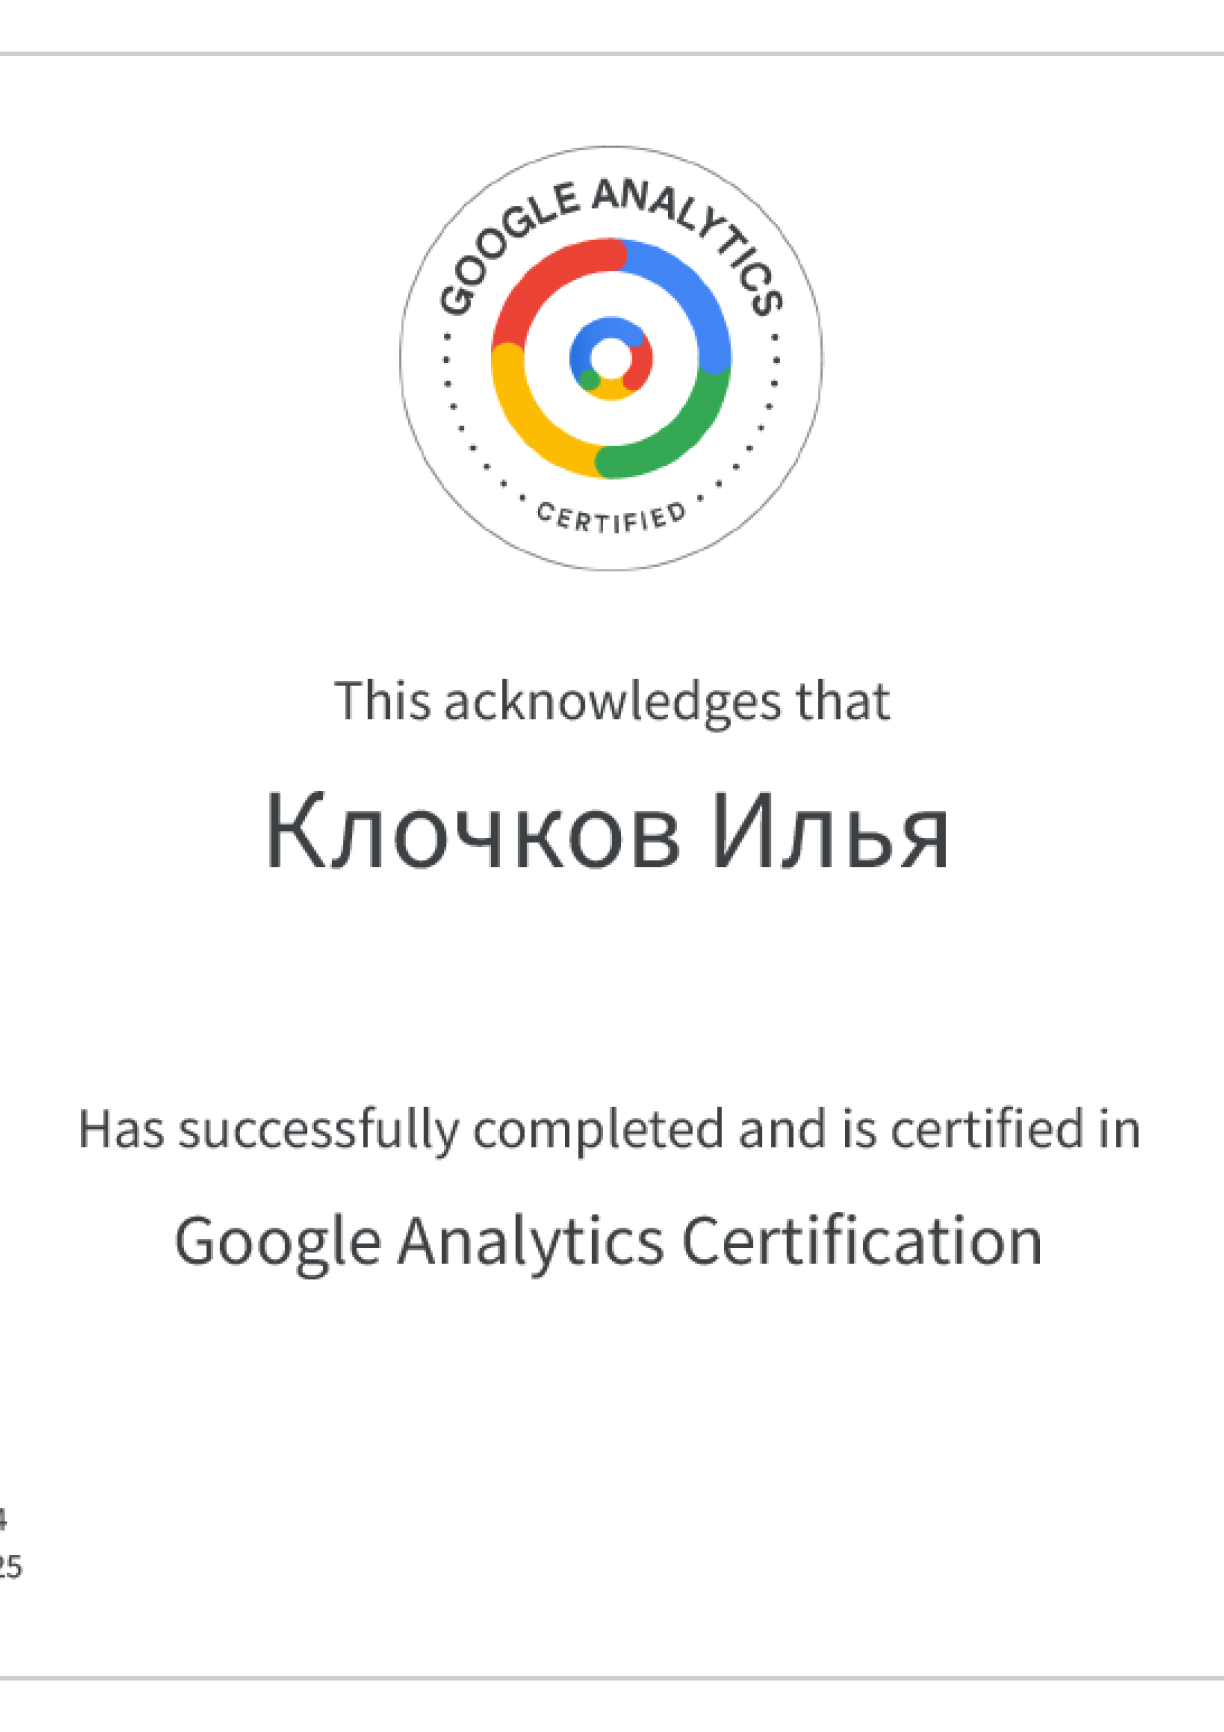 GOOGLE ANALYTICS
CERTIFIED
This acknowledges that
Клочков Илья
Has successfully completed and is certified in
Google Analytics Certification
4
25